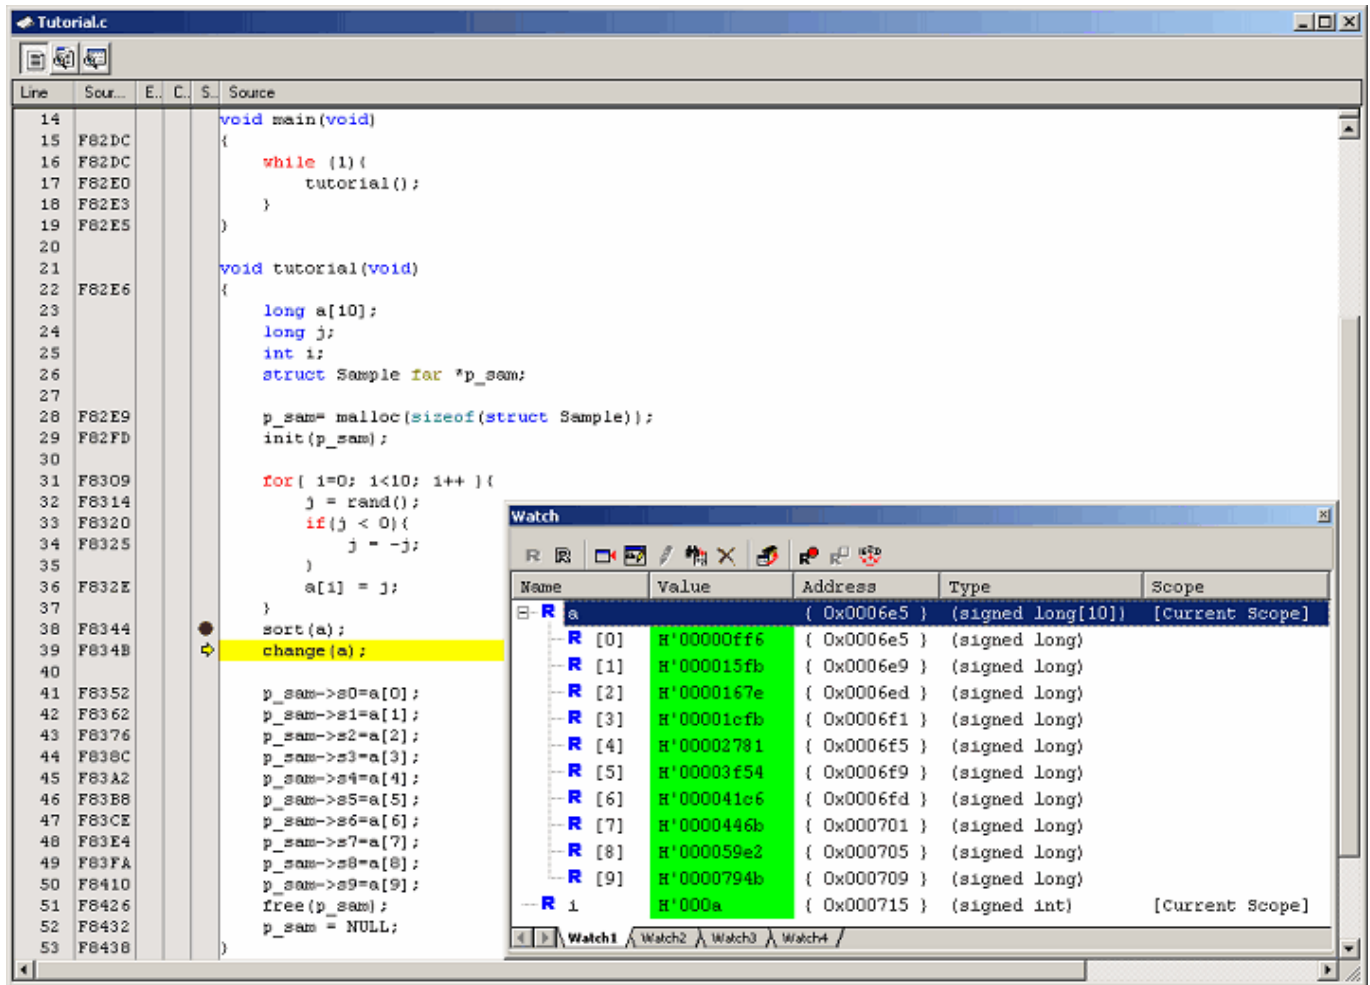 Tutorial.c
Line Sour... E.. C.. S.. Source
14 void main(void)
15 F82DC {
16 F82DC while (1){
17 F82E0 tutorial();
18 F82E3 }
19 F82E5 }
20
21 void tutorial(void)
22 F82E6 {
23 long a[10];
24 long j;
25 int i;
26 struct Sample far *p_sam;
27
28 F82E9 p_sam= malloc(sizeof(struct Sample));
29 F82FD init(p_sam);
30
31 F8309 for( i=0; i<10; i++ ){
32 F8314 j = rand();
33 F8320 if(j < 0){
34 F8325 j = -j;
35 }
36 F832E a[i] = j;
37 }
38 F8344 sort(a);
39 F834B change(a);
40
41 F8352 p_sam->s0=a[0];
42 F8362 p_sam->s1=a[1];
43 F8376 p_sam->s2=a[2];
44 F838C p_sam->s3=a[3];
45 F83A2 p_sam->s4=a[4];
46 F83B8 p_sam->s5=a[5];
47 F83CE p_sam->s6=a[6];
48 F83E4 p_sam->s7=a[7];
49 F83FA p_sam->s8=a[8];
50 F8410 p_sam->s9=a[9];
51 F8426 free(p_sam);
52 F8432 p_sam = NULL;
53 F8438 }
Watch
R R
Name Value Address Type Scope
R a { 0x0006e5 } (signed long[10]) [Current Scope]
R [0] H'00000ff6 { 0x0006e5 } (signed long)
R [1] H'000015fb { 0x0006e9 } (signed long)
R [2] H'0000167e { 0x0006ed } (signed long)
R [3] H'00001cfb { 0x0006f1 } (signed long)
R [4] H'00002781 { 0x0006f5 } (signed long)
R [5] H'00003f54 { 0x0006f9 } (signed long)
R [6] H'000041c6 { 0x0006fd } (signed long)
R [7] H'0000446b { 0x000701 } (signed long)
R [8] H'000059e2 { 0x000705 } (signed long)
R [9] H'0000794b { 0x000709 } (signed long)
R i H'000a { 0x000715 } (signed int) [Current Scope]
Watch1 Watch2 Watch3 Watch4